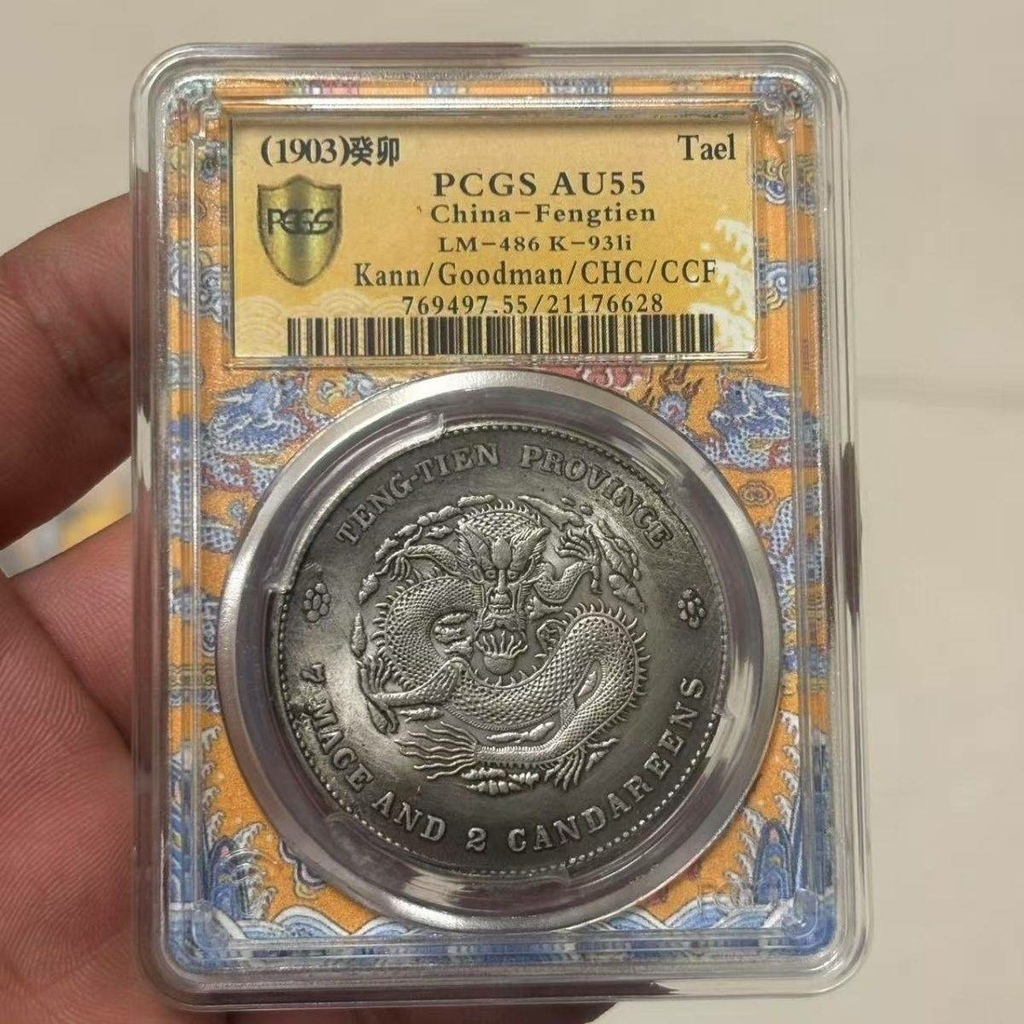 (1903)癸卯 Tael
PCGS AU55
PCGS
China-Fengtien
LM-486 K-931i
Kann/Goodman/CHC/CCF
769497.55/21176628
TENG-TIEN PROVINCE
7 MACE AND 2 CANDAREENS